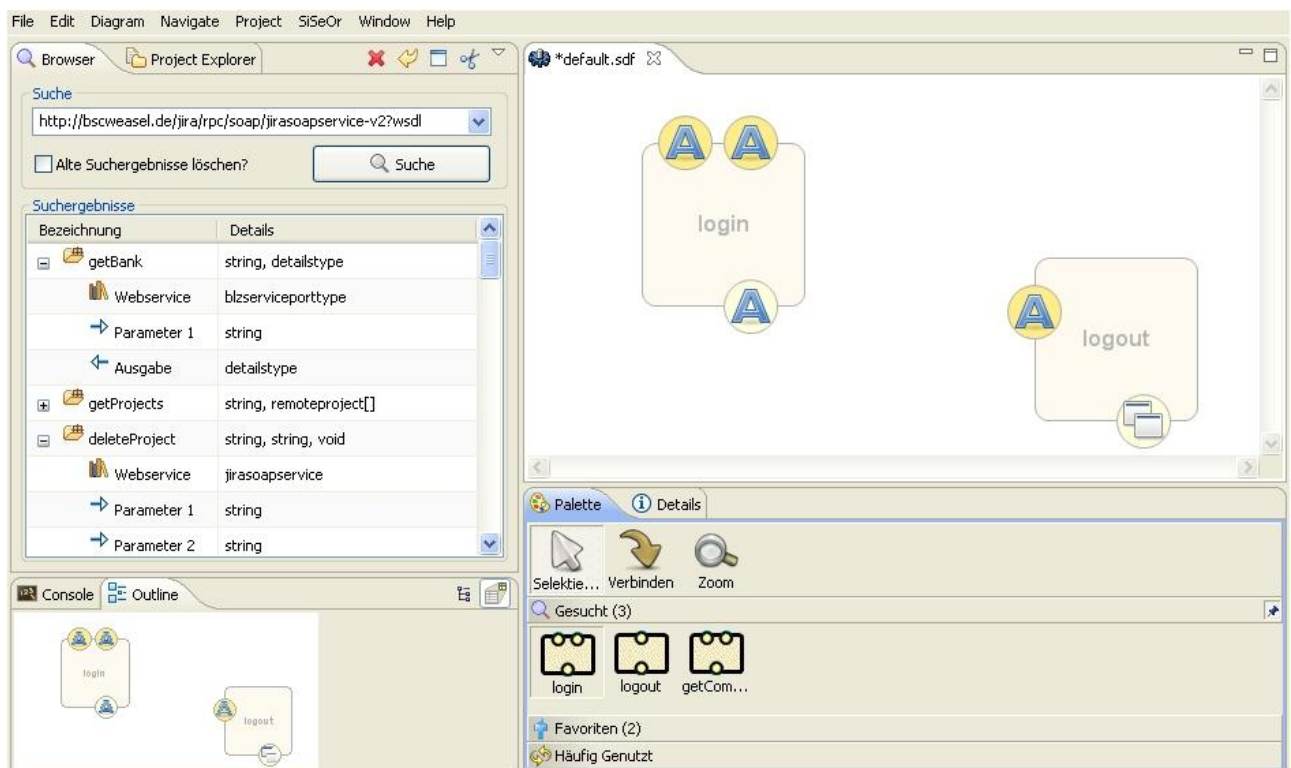 File Edit Diagram Navigate Project SiSeOr Window Help
Browser Project Explorer
Suche
http://bscweasel.de/jira/rpc/soap/jirasoapservice-v2?wsdl
Alte Suchergebnisse löschen?
Suche
Suchergebnisse
Bezeichnung Details
getBank string, detailstype
Webservice blzserviceporttype
Parameter 1 string
Ausgabe detailstype
getProjects string, remoteproject[]
deleteProject string, string, void
Webservice jirasoapservice
Parameter 1 string
Parameter 2 string
Console Outline
login
logout
*default.sdf
A A
login
A
A
logout
Palette Details
Selektie... Verbinden Zoom
Gesucht (3)
login logout getCom...
Favoriten (2)
Häufig Genutzt